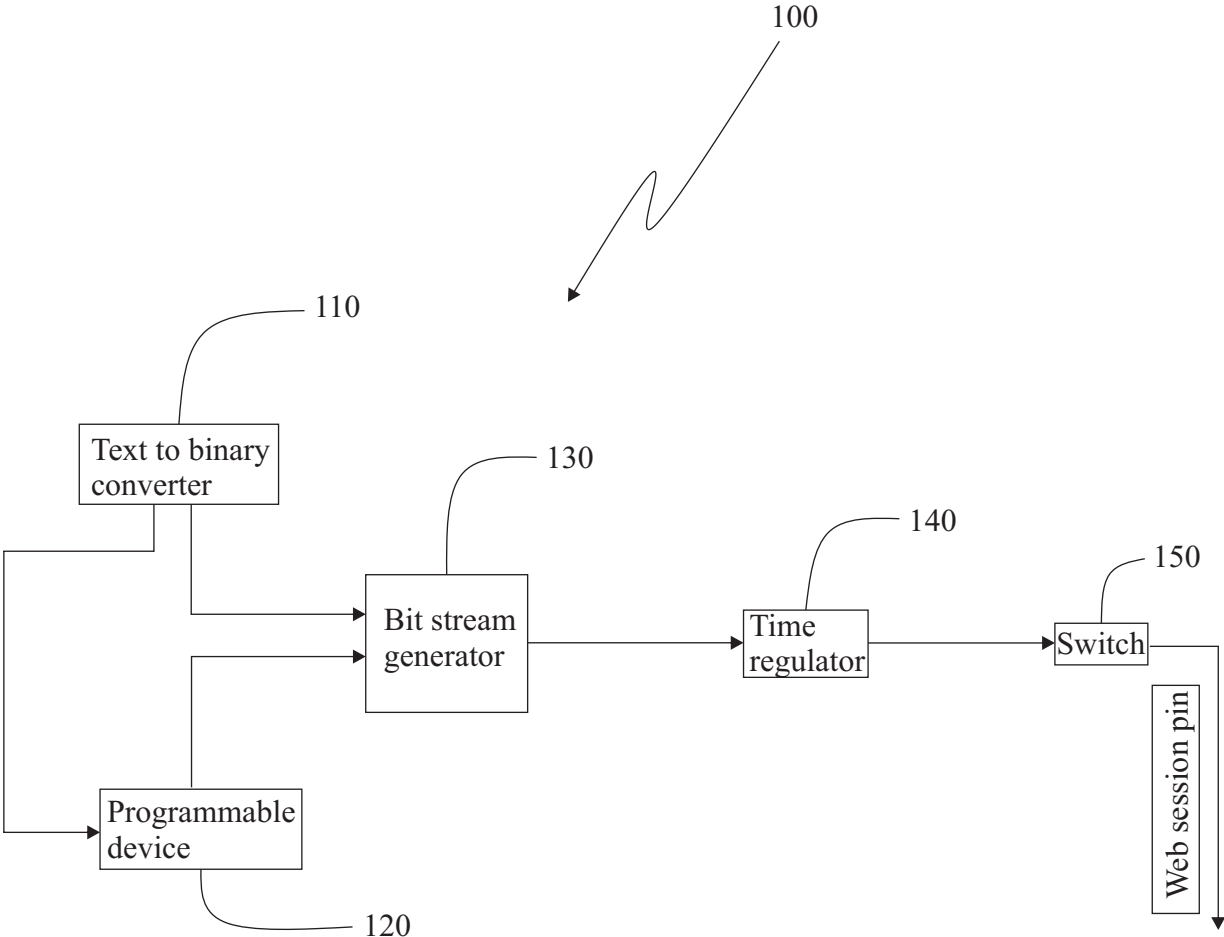 100
110
Text to binary
converter
130
140
150
Bit stream
generator
Time
regulator
Switch
Web session pin
Programmable
device
120